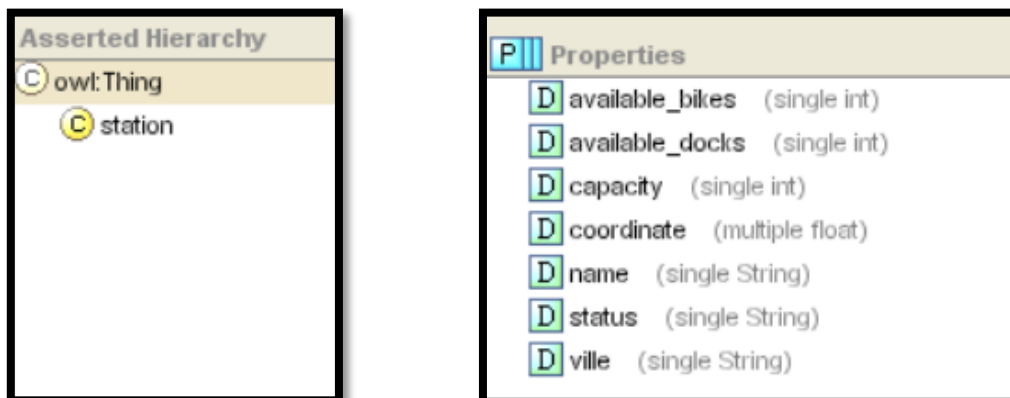 Asserted Hierarchy
C owl:Thing
C station
P Properties
D available_bikes (single int)
D available_docks (single int)
D capacity (single int)
D coordinate (multiple float)
D name (single String)
D status (single String)
D ville (single String)